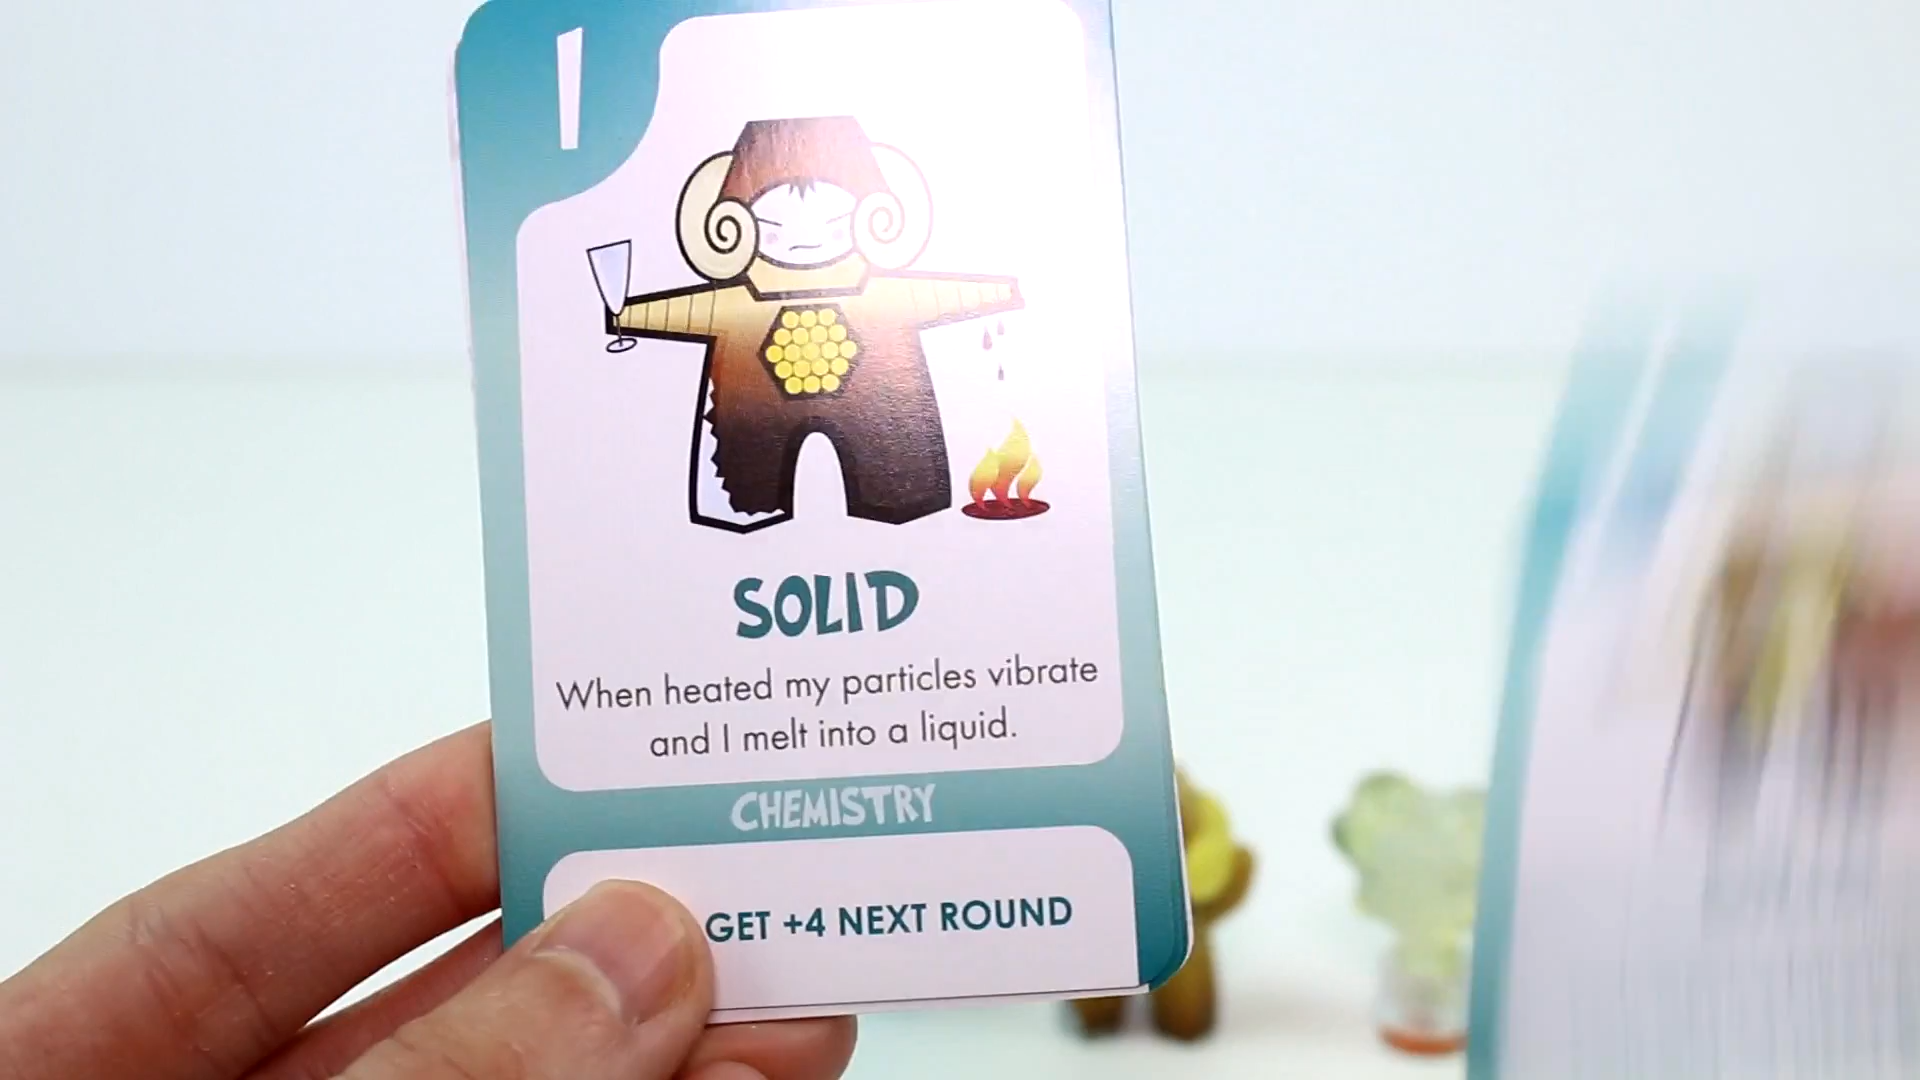 1
SOLID
When heated my particles vibrate
and I melt into a liquid.
CHEMISTRY
GET +4 NEXT ROUND